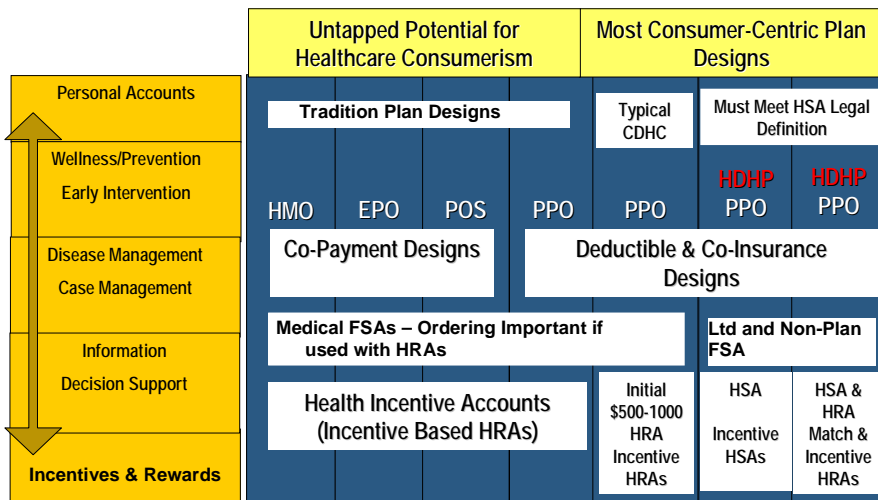 Untapped Potential for
Healthcare Consumerism
Most Consumer-Centric Plan
Designs
Personal Accounts
Wellness/Prevention
Early Intervention
Disease Management
Case Management
Information
Decision Support
Incentives & Rewards
Tradition Plan Designs
Typical
CDHC
Must Meet HSA Legal
Definition
HMO
EPO
POS
PPO
PPO
HDHP
PPO
HDHP
PPO
Co-Payment Designs
Deductible & Co-Insurance
Designs
Medical FSAs – Ordering Important if
used with HRAs
Ltd and Non-Plan
FSA
Health Incentive Accounts
(Incentive Based HRAs)
Initial
$500-1000
HRA
Incentive
HRAs
HSA
Incentive
HSAs
HSA &
HRA
Match &
Incentive
HRAs